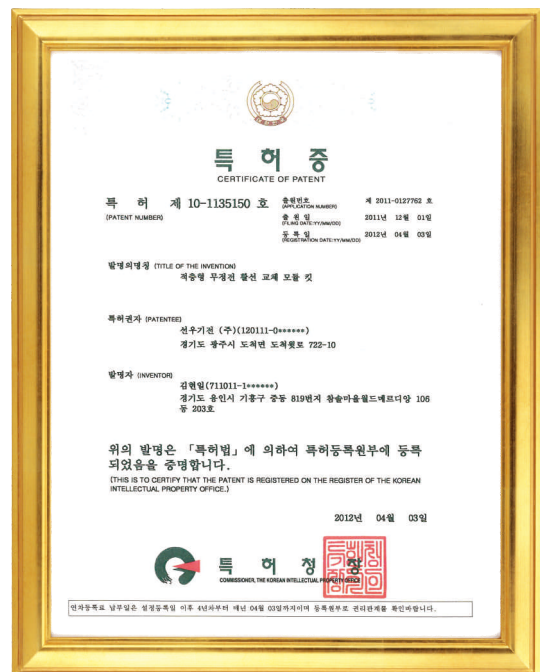 특 허 증
CERTIFICATE OF PATENT
특 허 제 10-1135150 호
(PATENT NUMBER)
출원번호 제 2011-0127762 호
(APPLICATION NUMBER)
출 원 일 2011년 12월 01일
(FILING DATE:YY/MM/DD)
등 록 일 2012년 04월 03일
(REGISTRATION DATE:YY/MM/DD)
발명의명칭 (TITLE OF THE INVENTION)
적층형 무정전 활선 교체 모듈 킷
특허권자 (PATENTEE)
선우기전 (주)(120111-0******)
경기도 광주시 도척면 도척윗로 722-10
발명자 (INVENTOR)
김현일(711011-1******)
경기도 용인시 기흥구 중동 819번지 참솔마을월드메르디앙 106
동 203호
위의 발명은 「특허법」에 의하여 특허등록원부에 등록
되었음을 증명합니다.
(THIS IS TO CERTIFY THAT THE PATENT IS REGISTERED ON THE REGISTER OF THE KOREAN
INTELLECTUAL PROPERTY OFFICE.)
2012년 04월 03일
특 허 청 장
COMMISSIONER, THE KOREAN INTELLECTUAL PROPERTY OFFICE
연차등록료 납부일은 설정등록일 이후 4년차부터 매년 04월 03일까지이며 등록원부로 권리관계를 확인바랍니다.